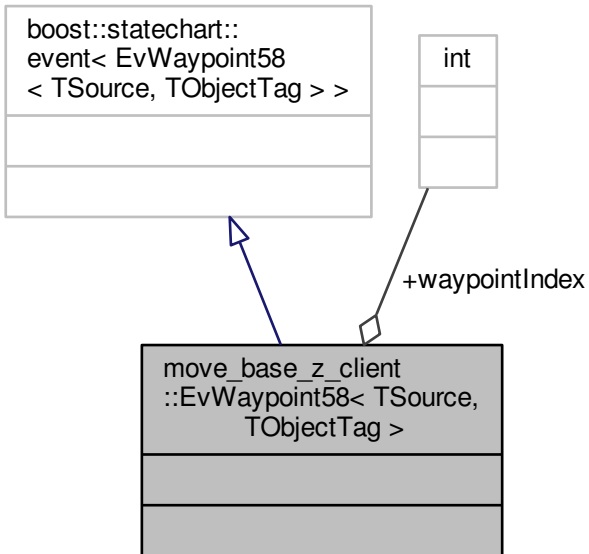 boost::statechart::
event< EvWaypoint58
< TSource, TObjectTag > >
int
+waypointIndex
move_base_z_client
::EvWaypoint58< TSource,
TObjectTag >